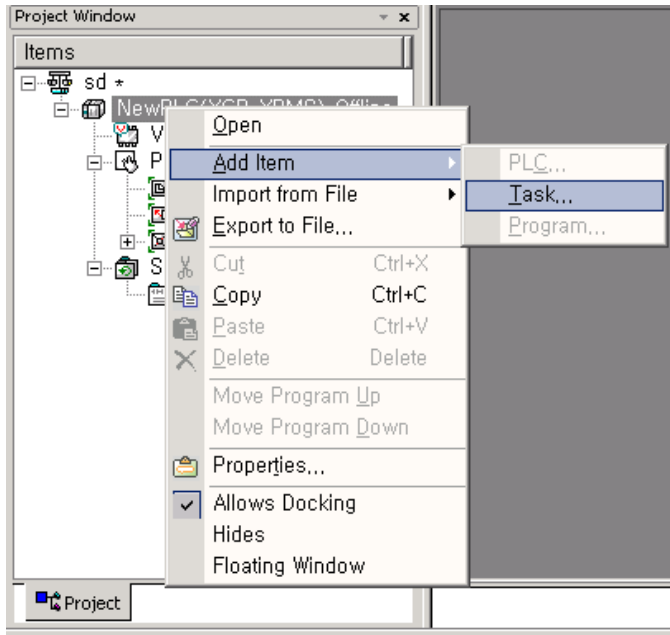 Project Window
Items
sd *
NewPLC(XGB-XBMS)-Offline
V
P
S
Open
Add Item
Import from File
Export to File...
Cut Ctrl+X
Copy Ctrl+C
Paste Ctrl+V
Delete Delete
Move Program Up
Move Program Down
Properties...
Allows Docking
Hides
Floating Window
PLC...
Task...
Program...
Project